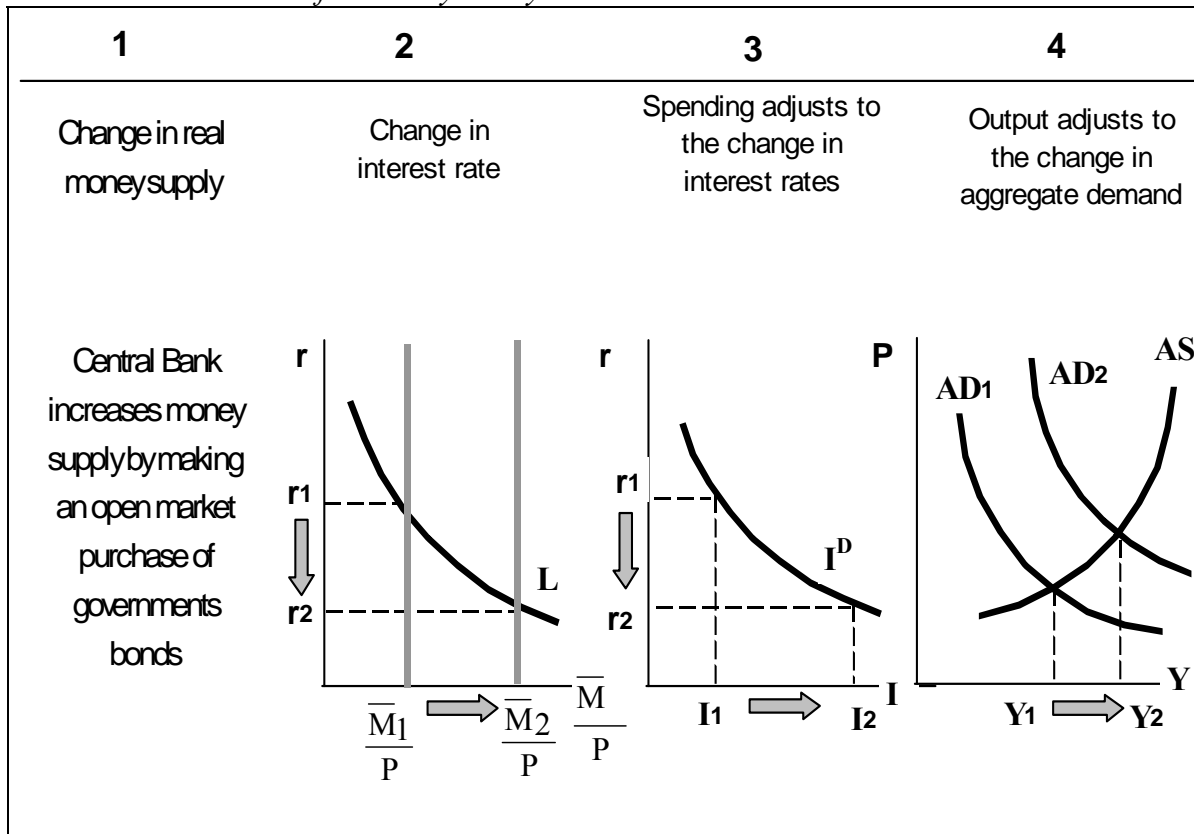 1
2
3
4
Change in real
money supply
Change in
interest rate
Spending adjusts to
the change in
interest rates
Output adjusts to
the change in
aggregate demand
Central Bank
increases money
supply by making
an open market
purchase of
governments
bonds
r
r1
r2
L
M̅1
P
M̅2
P
M̅
P
r
r1
r2
I^D
I1
I2
I
P
AD1
AD2
AS
Y1
Y2
Y